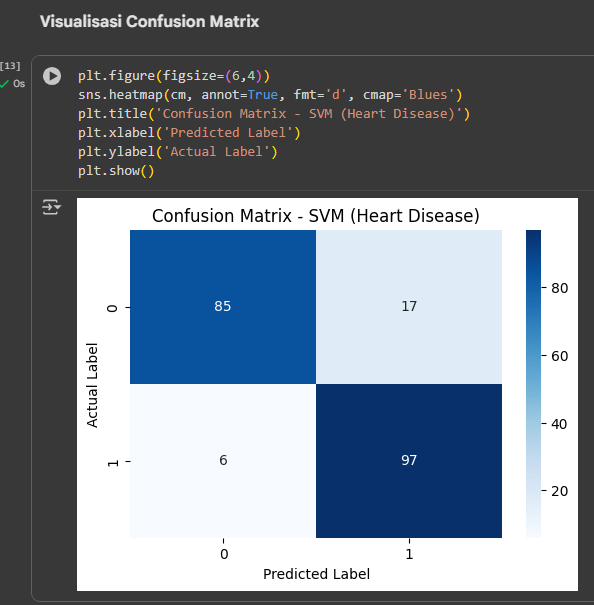 Visualisasi Confusion Matrix
[13]
0s
plt.figure(figsize=(6,4))
sns.heatmap(cm, annot=True, fmt='d', cmap='Blues')
plt.title('Confusion Matrix - SVM (Heart Disease)')
plt.xlabel('Predicted Label')
plt.ylabel('Actual Label')
plt.show()
Confusion Matrix - SVM (Heart Disease)
Actual Label
0
85
17
1
6
97
0
1
Predicted Label
80
60
40
20